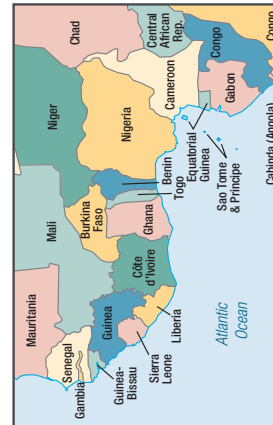 Mauritania
Mali
Niger
Chad
Senegal
Gambia
Guinea-
Bissau
Guinea
Sierra
Leone
Liberia
Côte
d'Ivoire
Burkina
Faso
Ghana
Togo
Benin
Nigeria
Cameroon
Central
African
Rep.
Equatorial
Guinea
Sao Tome
& Principe
Gabon
Congo
Congo
Cabinda (Angola)
Atlantic
Ocean